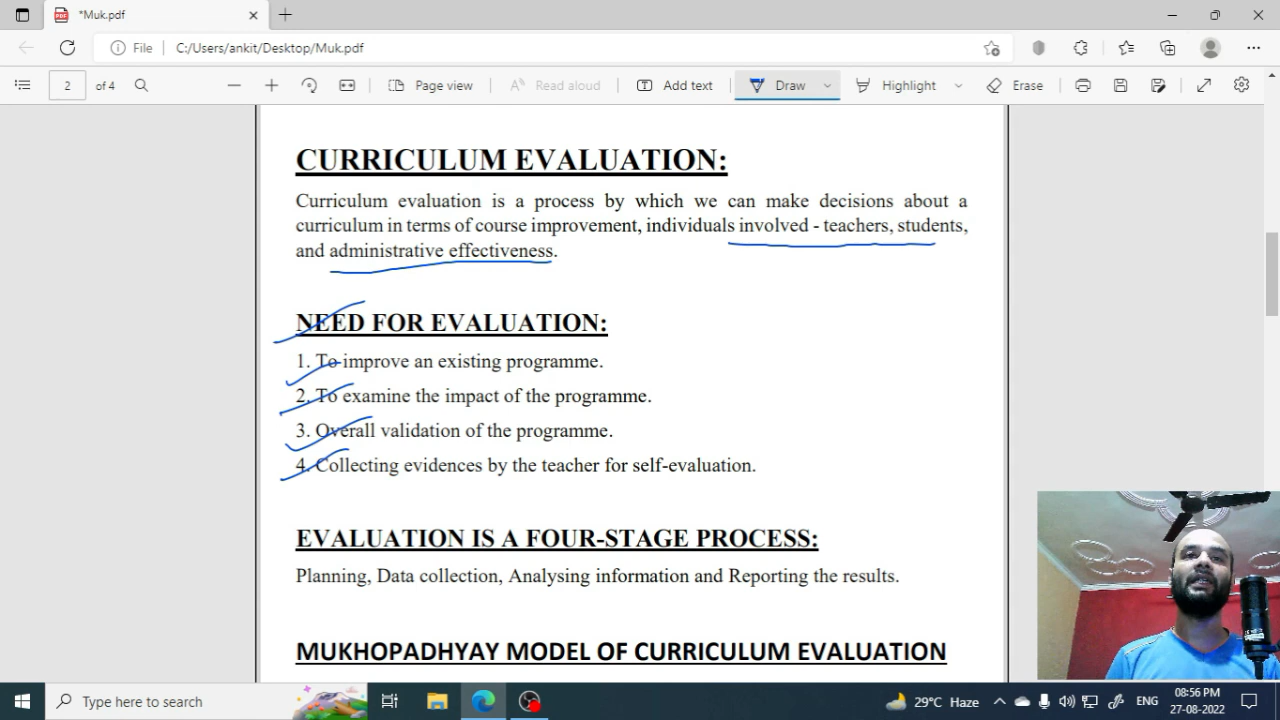 *Muk.pdf
File C:/Users/ankit/Desktop/Muk.pdf
2 of 4 Page view Read aloud Add text Draw Highlight Erase
CURRICULUM EVALUATION:
Curriculum evaluation is a process by which we can make decisions about a
curriculum in terms of course improvement, individuals involved - teachers, students,
and administrative effectiveness.
NEED FOR EVALUATION:
1. To improve an existing programme.
2. To examine the impact of the programme.
3. Overall validation of the programme.
4. Collecting evidences by the teacher for self-evaluation.
EVALUATION IS A FOUR-STAGE PROCESS:
Planning, Data collection, Analysing information and Reporting the results.
MUKHOPADHYAY MODEL OF CURRICULUM EVALUATION
Type here to search
29°C Haze
ENG
08:56 PM
27-08-2022